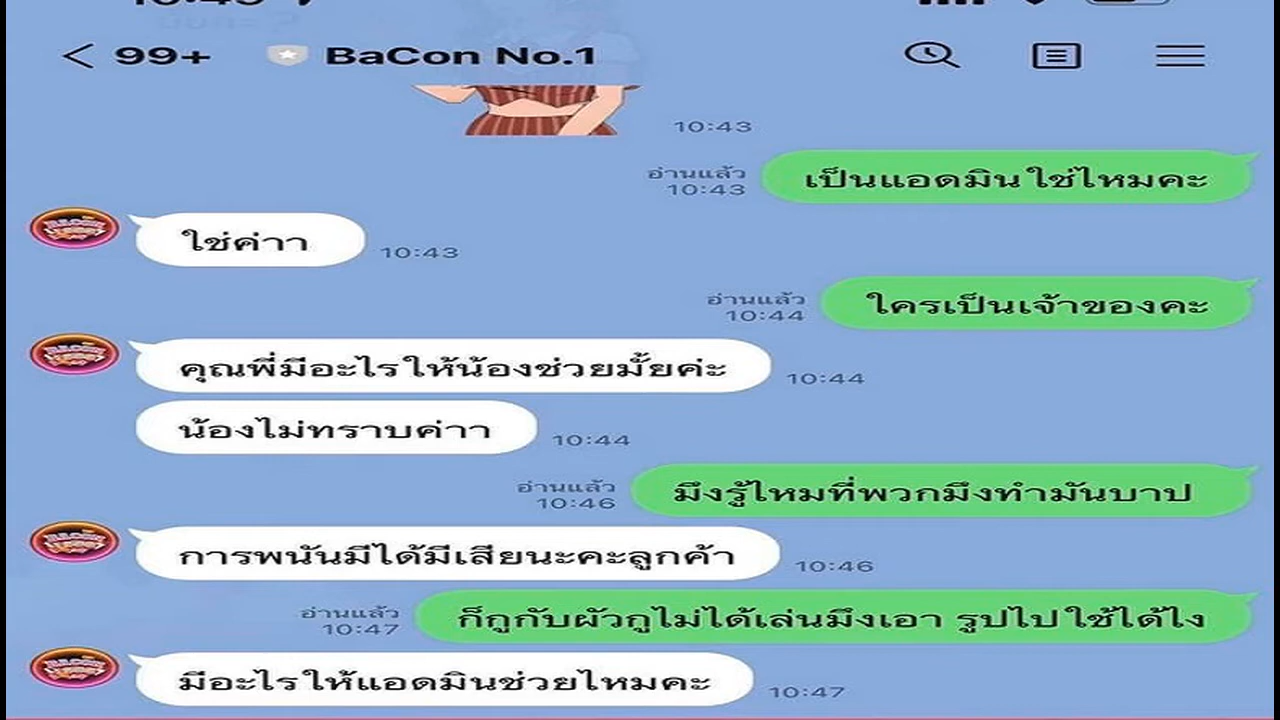 99+ BaCon No.1
10:43
เป็นแอดมินใช่ไหมคะ
อ่านแล้ว
10:43
ใช่ค่าา
10:43
ใครเป็นเจ้าของคะ
อ่านแล้ว
10:44
คุณพี่มีอะไรให้น้องช่วยมั้ยค่ะ
10:44
น้องไม่ทราบค่าา
10:44
มึงรู้ไหมที่พวกมึงทำมันบาป
อ่านแล้ว
10:46
การพนันมีได้มีเสียนะคะลูกค้า
10:46
ก็กูกับผัวกูไม่ได้เล่นมึงเอา รูปไปใช้ได้ไง
อ่านแล้ว
10:47
มีอะไรให้แอดมินช่วยไหมคะ
10:47